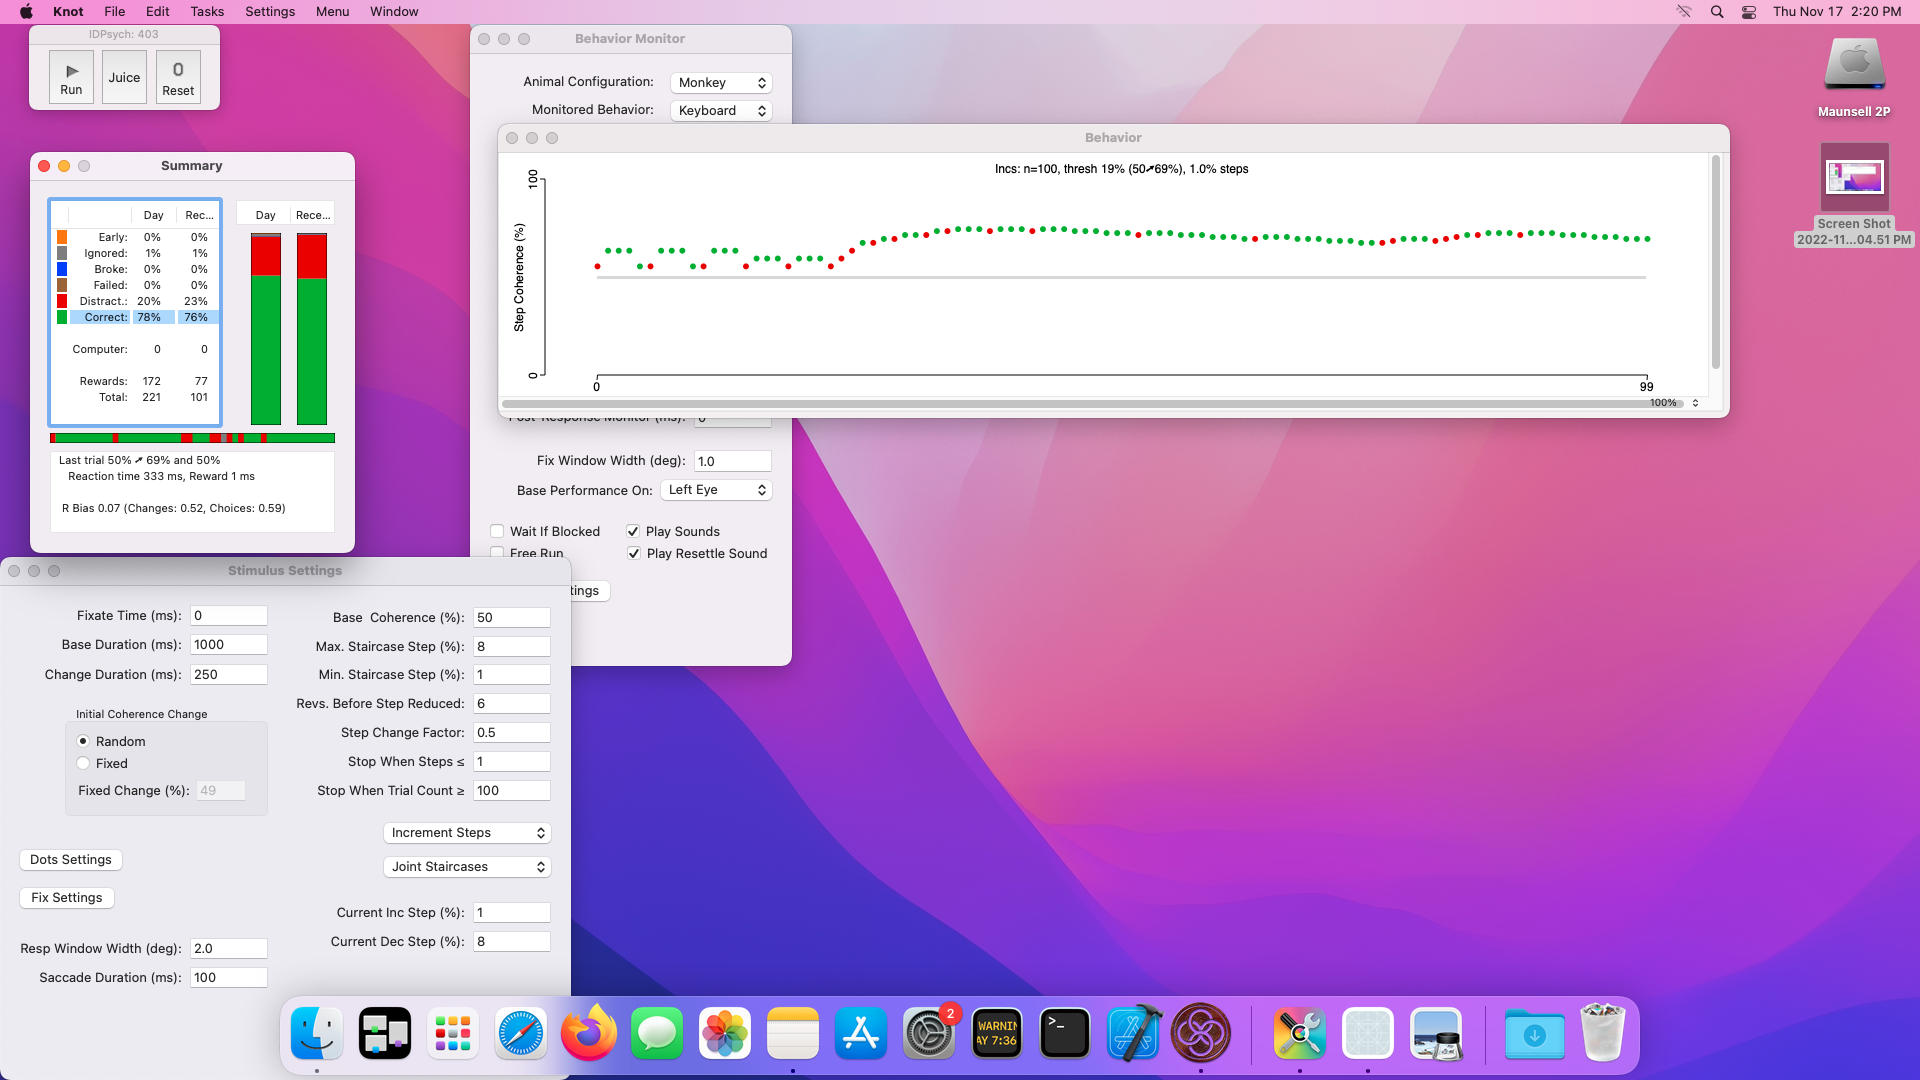 Knot File Edit Tasks Settings Menu Window
Thu Nov 17 2:20 PM
IDPsych: 403
Run
Juice
0
Reset
Summary
Day Rec...
Early: 0% 0%
Ignored: 1% 1%
Broke: 0% 0%
Failed: 0% 0%
Distract.: 20% 23%
Correct: 78% 76%
Computer: 0 0
Rewards: 172 77
Total: 221 101
Day Rece...
Last trial 50% ➚ 69% and 50%
Reaction time 333 ms, Reward 1 ms
R Bias 0.07 (Changes: 0.52, Choices: 0.59)
Behavior Monitor
Animal Configuration: Monkey
Monitored Behavior: Keyboard
Behavior
Incs: n=100, thresh 19% (50➚69%), 1.0% steps
Step Coherence (%)
100
0
0
99
100%
Post-Response Monitor (ms): 0
Fix Window Width (deg): 1.0
Base Performance On: Left Eye
Wait If Blocked
Play Sounds
Free Run
Play Resettle Sound
tings
Stimulus Settings
Fixate Time (ms): 0
Base Duration (ms): 1000
Change Duration (ms): 250
Initial Coherence Change
Random
Fixed
Fixed Change (%): 49
Dots Settings
Fix Settings
Resp Window Width (deg): 2.0
Saccade Duration (ms): 100
Base Coherence (%): 50
Max. Staircase Step (%): 8
Min. Staircase Step (%): 1
Revs. Before Step Reduced: 6
Step Change Factor: 0.5
Stop When Steps ≤ 1
Stop When Trial Count ≥ 100
Increment Steps
Joint Staircases
Current Inc Step (%): 1
Current Dec Step (%): 8
Maunsell 2P
Screen Shot
2022-11...04.51 PM
2
WARNIN
AY 7:36
>_